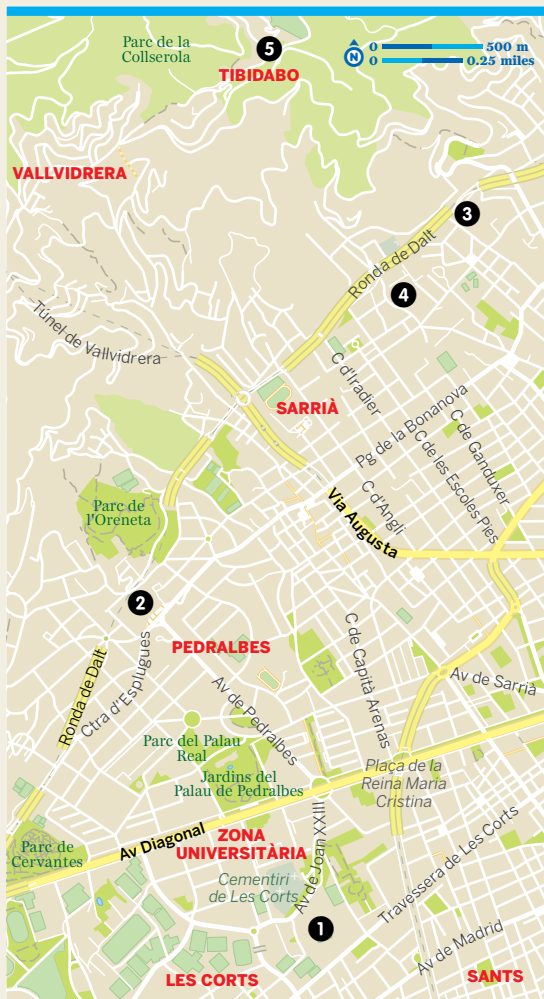 Parc de la
Collserola
5
TIBIDABO
N
0 500 m
0 0.25 miles
VALLVIDRERA
3
Ronda de Dalt
4
Túnel de Vallvidrera
C d'Iradier
SARRIÀ
Pg de la Bonanova
C de Ganduxer
C de les Escoles Pies
C d'Anglí
Via Augusta
Parc de
l'Oreneta
2
PEDRALBES
C de Capità Arenas
Ronda de Dalt
Ctra d'Esplugues
Av de Pedralbes
Av de Sarrià
Parc del Palau
Real
Jardins del
Palau de Pedralbes
Plaça de la
Reina Maria
Cristina
Av Diagonal
ZONA
UNIVERSITÀRIA
Parc de
Cervantes
Cementiri
de Les Corts
Av de Joan XXIII
Travessera de Les Corts
1
Av de Madrid
LES CORTS
SANTS